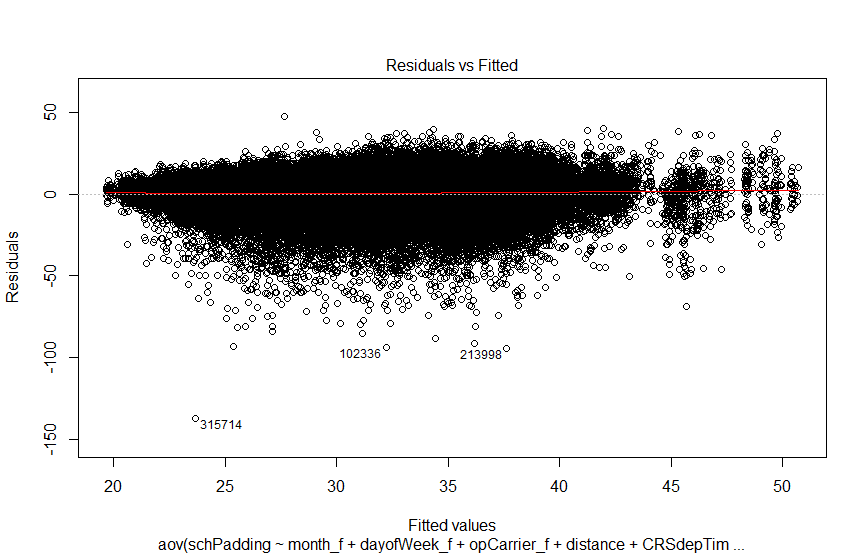 Residuals vs Fitted
Residuals
50
0
-50
-100
-150
102336
213998
315714
20 25 30 35 40 45 50
Fitted values
aov(schPadding ~ month_f + dayofWeek_f + opCarrier_f + distance + CRSdepTim ...